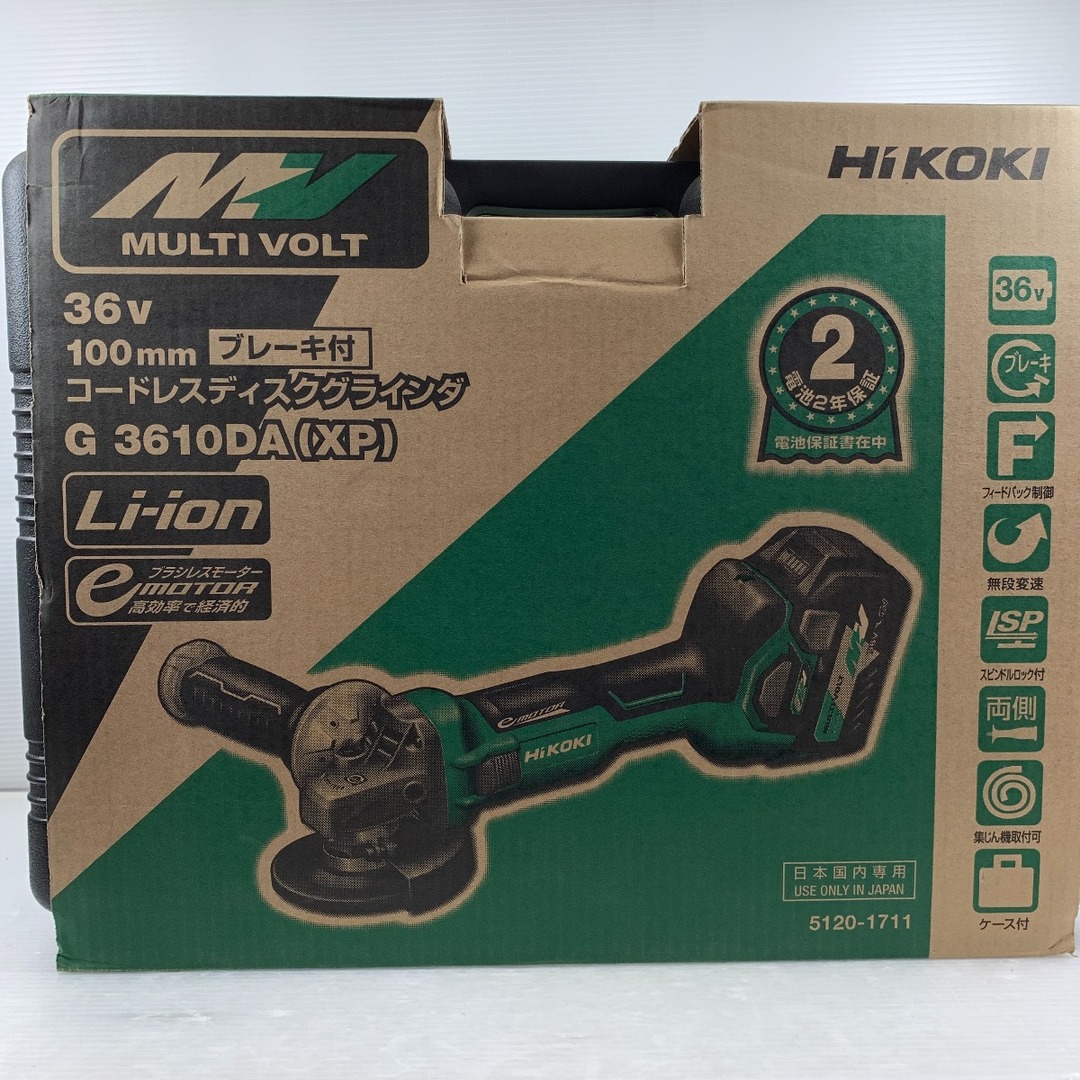 MV
MULTI VOLT
HiKOKI
36V
100mm ブレーキ付
コードレスディスクグラインダ
G 3610DA(XP)
Li-ion
ブラシレスモーター
e MOTOR
高効率で経済的
2
電池2年保証
電池保証書在中
36V
ブレーキ
F
フィードバック制御
無段変速
ISP
スピンドルロック付
両側
集じん機取付可
ケース付
e MOTOR
HiKOKI
MV
MULTI VOLT
日本国内専用
USE ONLY IN JAPAN
5120-1711